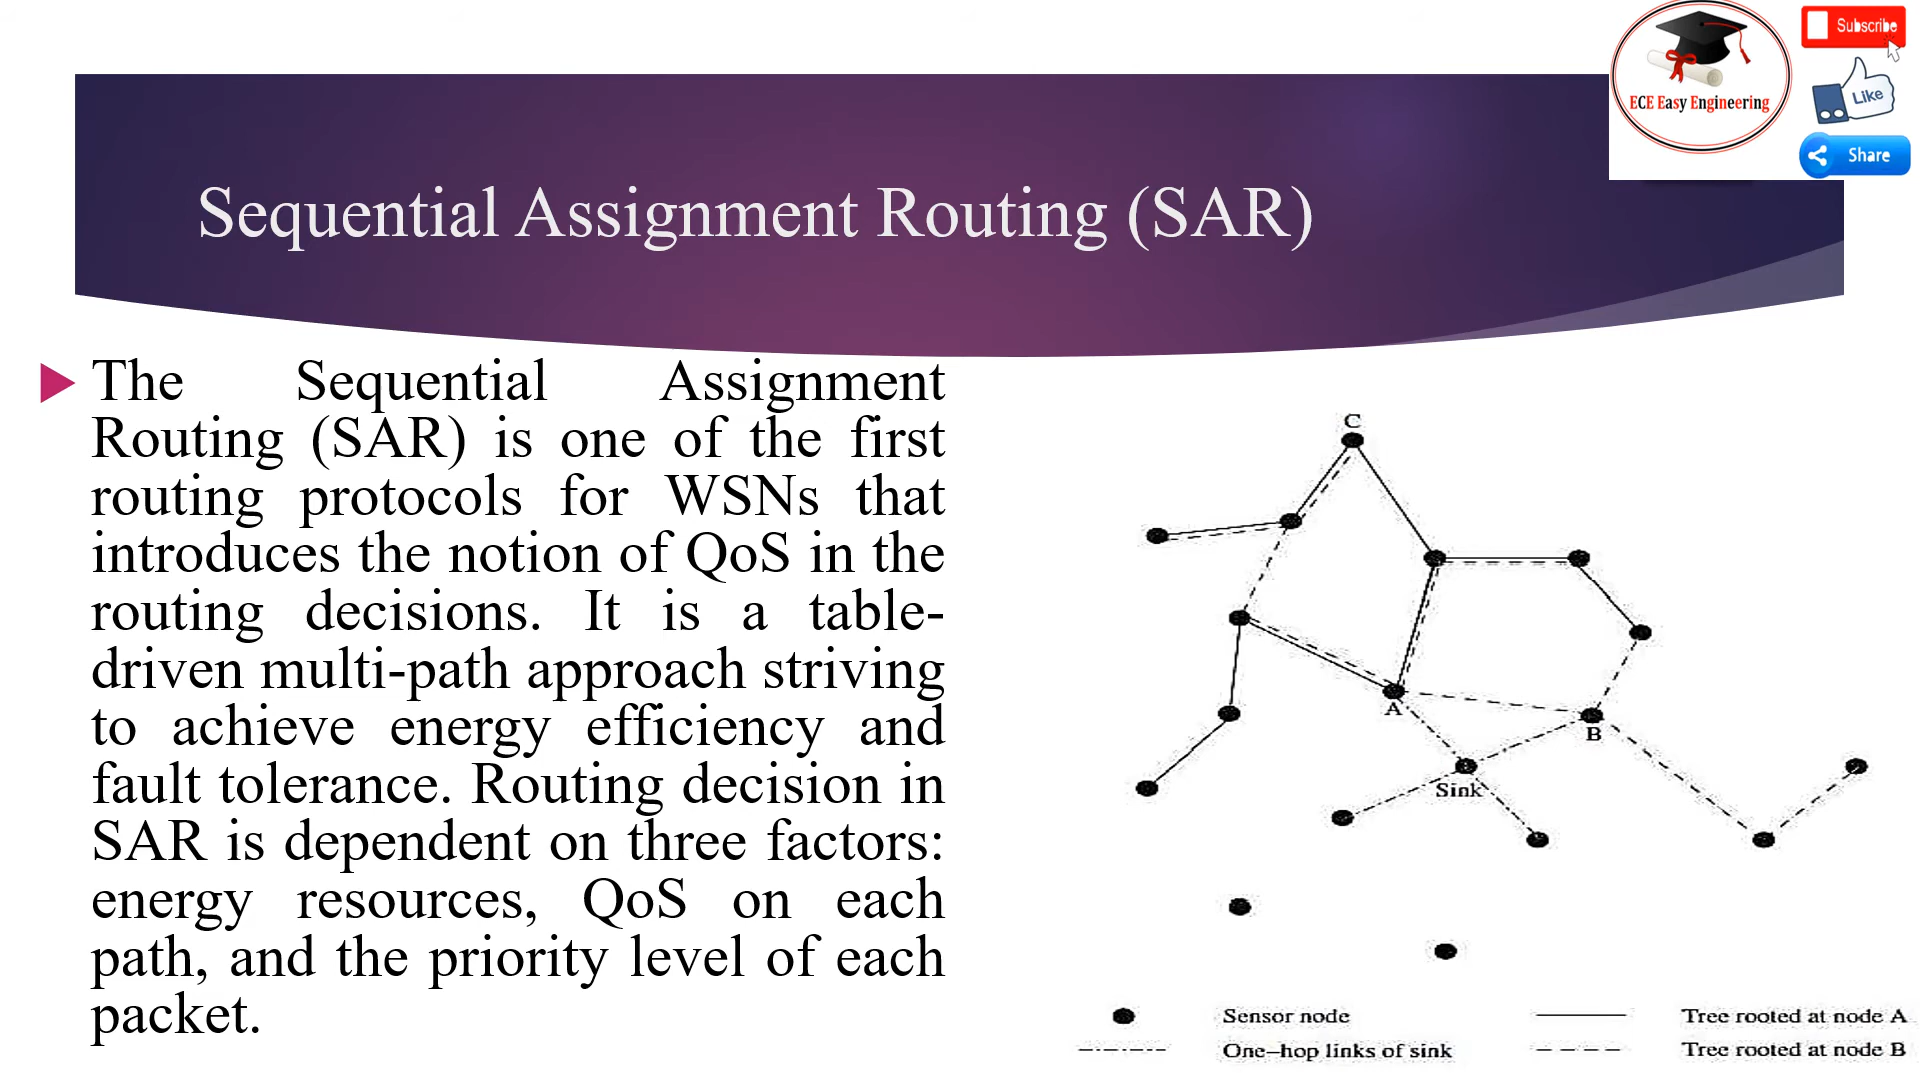 Subscribe
ECE Easy Engineering
Like
Share
Sequential Assignment Routing (SAR)
The Sequential Assignment
Routing (SAR) is one of the first
routing protocols for WSNs that
introduces the notion of QoS in the
routing decisions. It is a table-
driven multi-path approach striving
to achieve energy efficiency and
fault tolerance. Routing decision in
SAR is dependent on three factors:
energy resources, QoS on each
path, and the priority level of each
packet.
C
A
B
Sink
Sensor node
Tree rooted at node A
One-hop links of sink
Tree rooted at node B